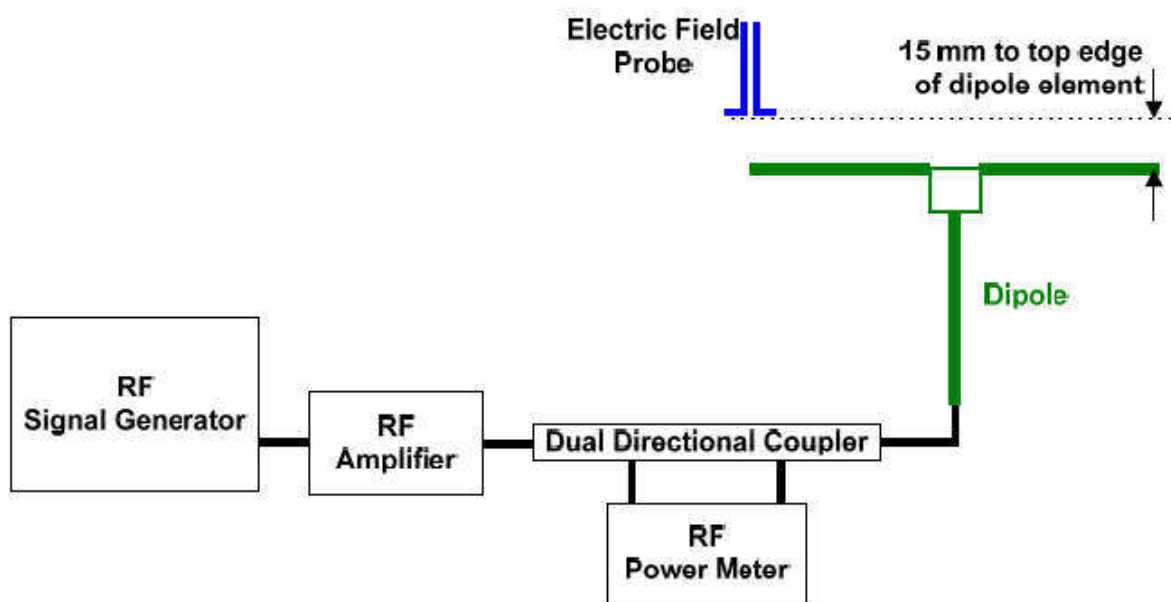 Electric Field
Probe
15 mm to top edge
of dipole element
Dipole
RF
Signal Generator
RF
Amplifier
Dual Directional Coupler
RF
Power Meter